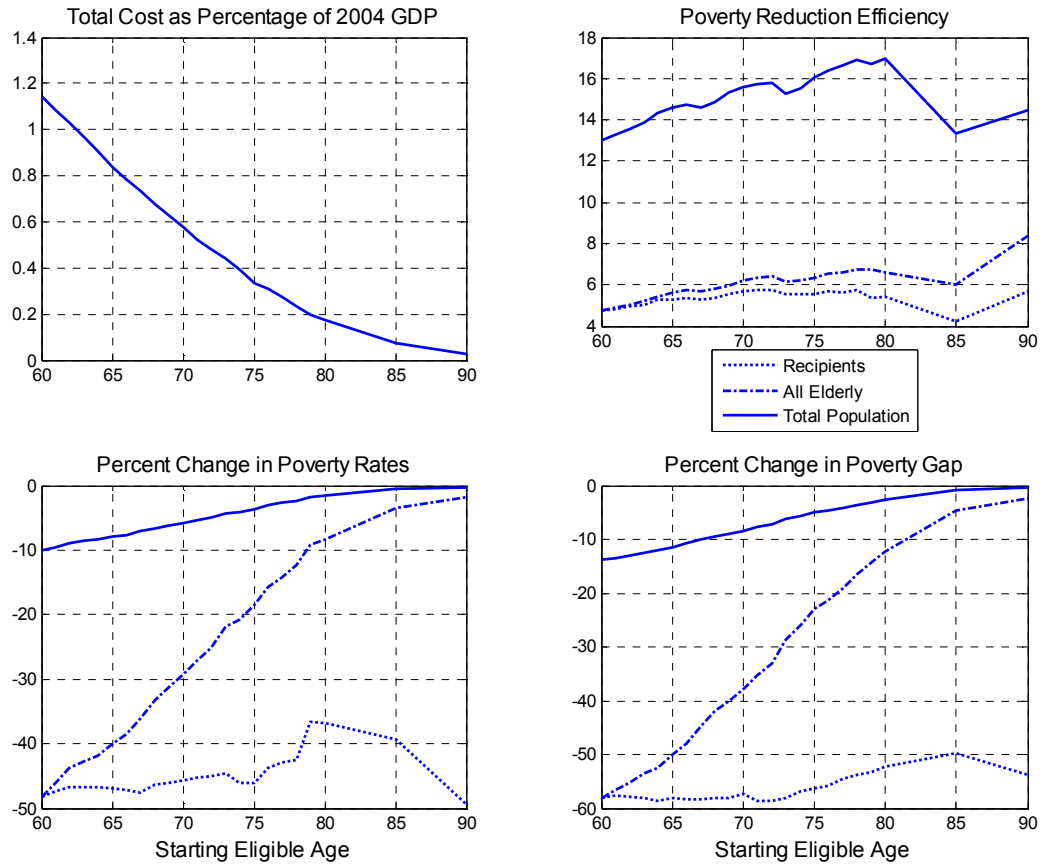 Total Cost as Percentage of 2004 GDP
1.4
1.2
1
0.8
0.6
0.4
0.2
0
60 65 70 75 80 85 90
Poverty Reduction Efficiency
18
16
14
12
10
8
6
4
60 65 70 75 80 85 90
Recipients
All Elderly
Total Population
Percent Change in Poverty Rates
0
-10
-20
-30
-40
-50
60 65 70 75 80 85 90
Starting Eligible Age
Percent Change in Poverty Gap
0
-10
-20
-30
-40
-50
-60
60 65 70 75 80 85 90
Starting Eligible Age